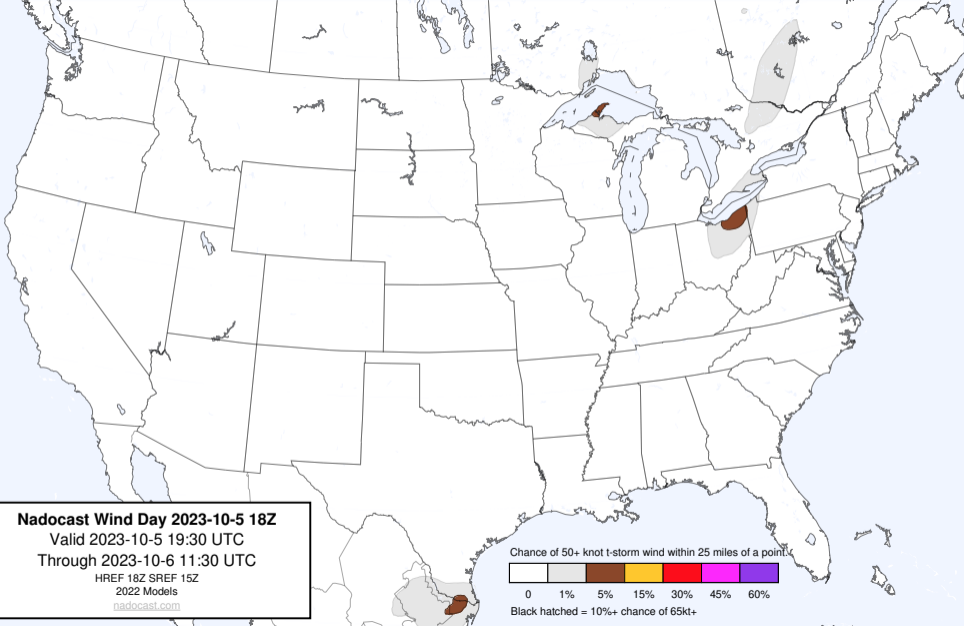 Nadocast Wind Day 2023-10-5 18Z
Valid 2023-10-5 19:30 UTC
Through 2023-10-6 11:30 UTC
HREF 18Z SREF 15Z
2022 Models
nadocast.com
Chance of 50+ knot t-storm wind within 25 miles of a point.
0 1% 5% 15% 30% 45% 60%
Black hatched = 10%+ chance of 65kt+